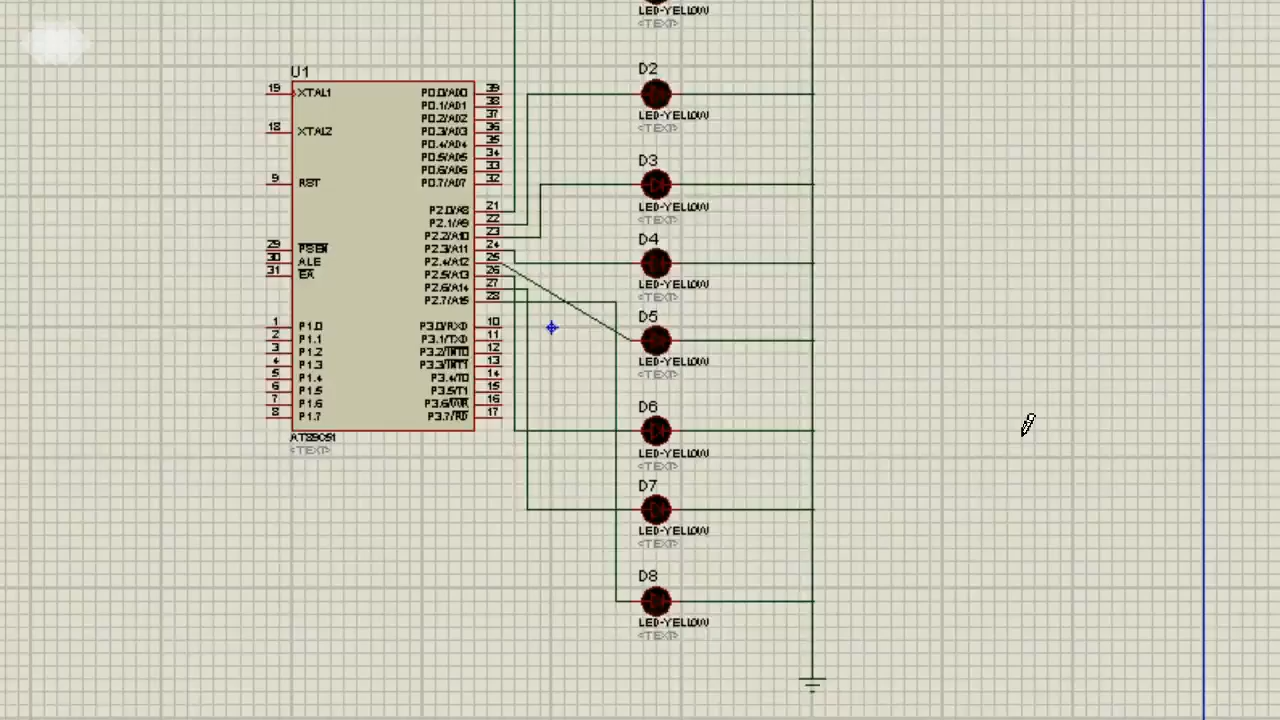 LED-YELLOW
<TEXT>
U1
19 XTAL1
18 XTAL2
9 RST
29 PSEN
30 ALE
31 EA
1 P1.0
2 P1.1
3 P1.2
4 P1.3
5 P1.4
6 P1.5
7 P1.6
8 P1.7
P0.0/AD0 39
P0.1/AD1 38
P0.2/AD2 37
P0.3/AD3 36
P0.4/AD4 35
P0.5/AD5 34
P0.6/AD6 33
P0.7/AD7 32
P2.0/A8 21
P2.1/A9 22
P2.2/A10 23
P2.3/A11 24
P2.4/A12 25
P2.5/A13 26
P2.6/A14 27
P2.7/A15 28
P3.0/RXD 10
P3.1/TXD 11
P3.2/INT0 12
P3.3/INT1 13
P3.4/T0 14
P3.5/T1 15
P3.6/WR 16
P3.7/RD 17
AT89C51
<TEXT>
D2
LED-YELLOW
<TEXT>
D3
LED-YELLOW
<TEXT>
D4
LED-YELLOW
<TEXT>
D5
LED-YELLOW
<TEXT>
D6
LED-YELLOW
<TEXT>
D7
LED-YELLOW
<TEXT>
D8
LED-YELLOW
<TEXT>